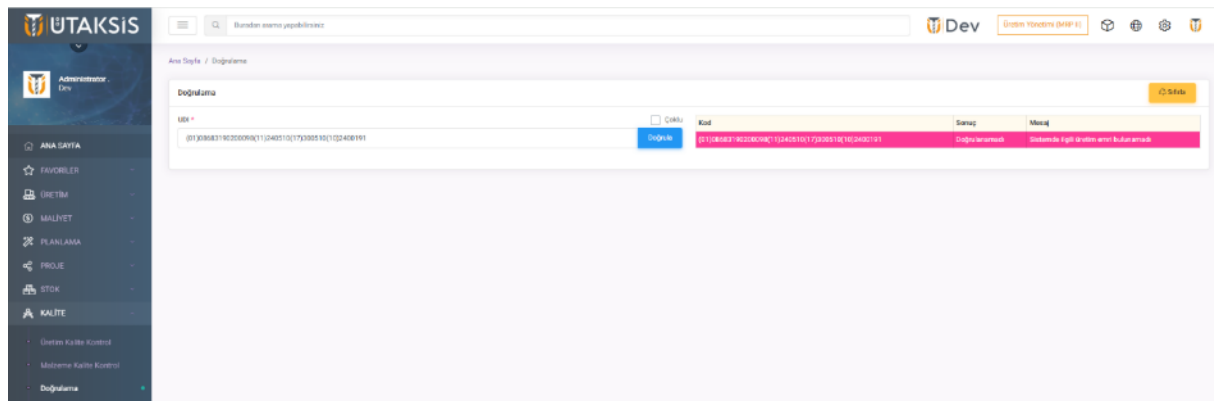 ÜTAKSİS
Buradan arama yapabilirsiniz
Dev
Üretim Yönetimi (MRP II)
Administrator .
Dev
Ana Sayfa / Doğrulama
Doğrulama
Sıfırla
UDI *
Çoklu
(01)08683190200098(11)240510(17)300510(10)2400191
Doğrula
Kod Sonuç Mesaj
(01)08683190200098(11)240510(17)300510(10)2400191 Doğrulanamadı Sistemde ilgili üretim emri bulunamadı
ANA SAYFA
FAVORİLER
ÜRETİM
MALİYET
PLANLAMA
PROJE
STOK
KALİTE
Üretim Kalite Kontrol
Malzeme Kalite Kontrol
Doğrulama